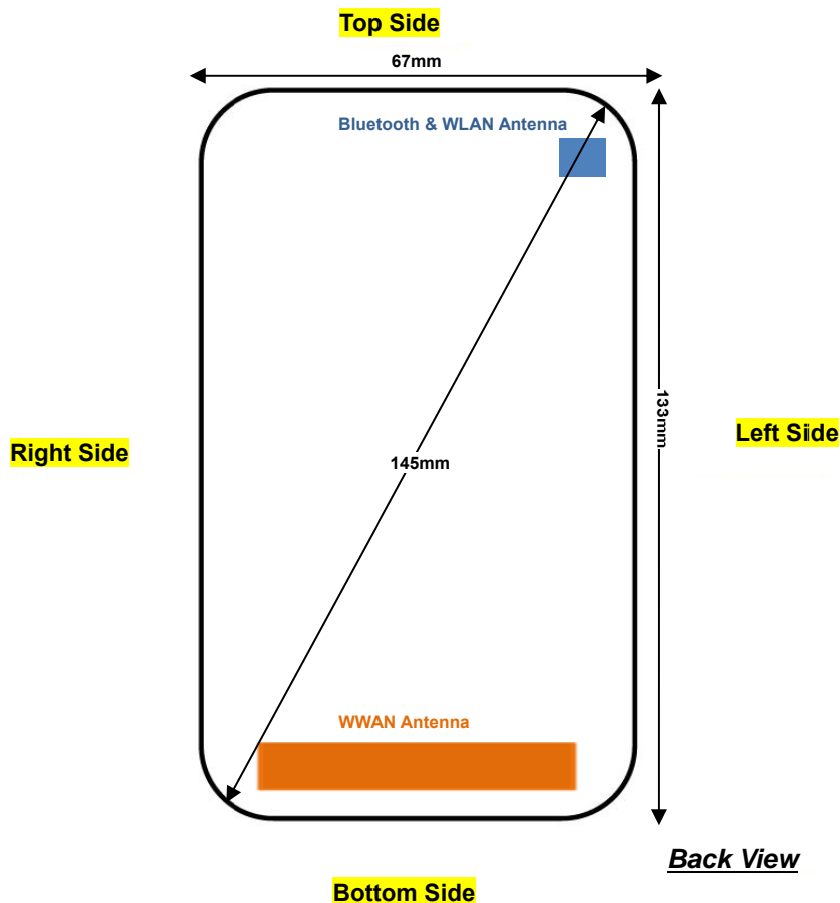 Top Side
67mm
Bluetooth & WLAN Antenna
133mm
Left Side
Right Side
145mm
WWAN Antenna
Back View
Bottom Side